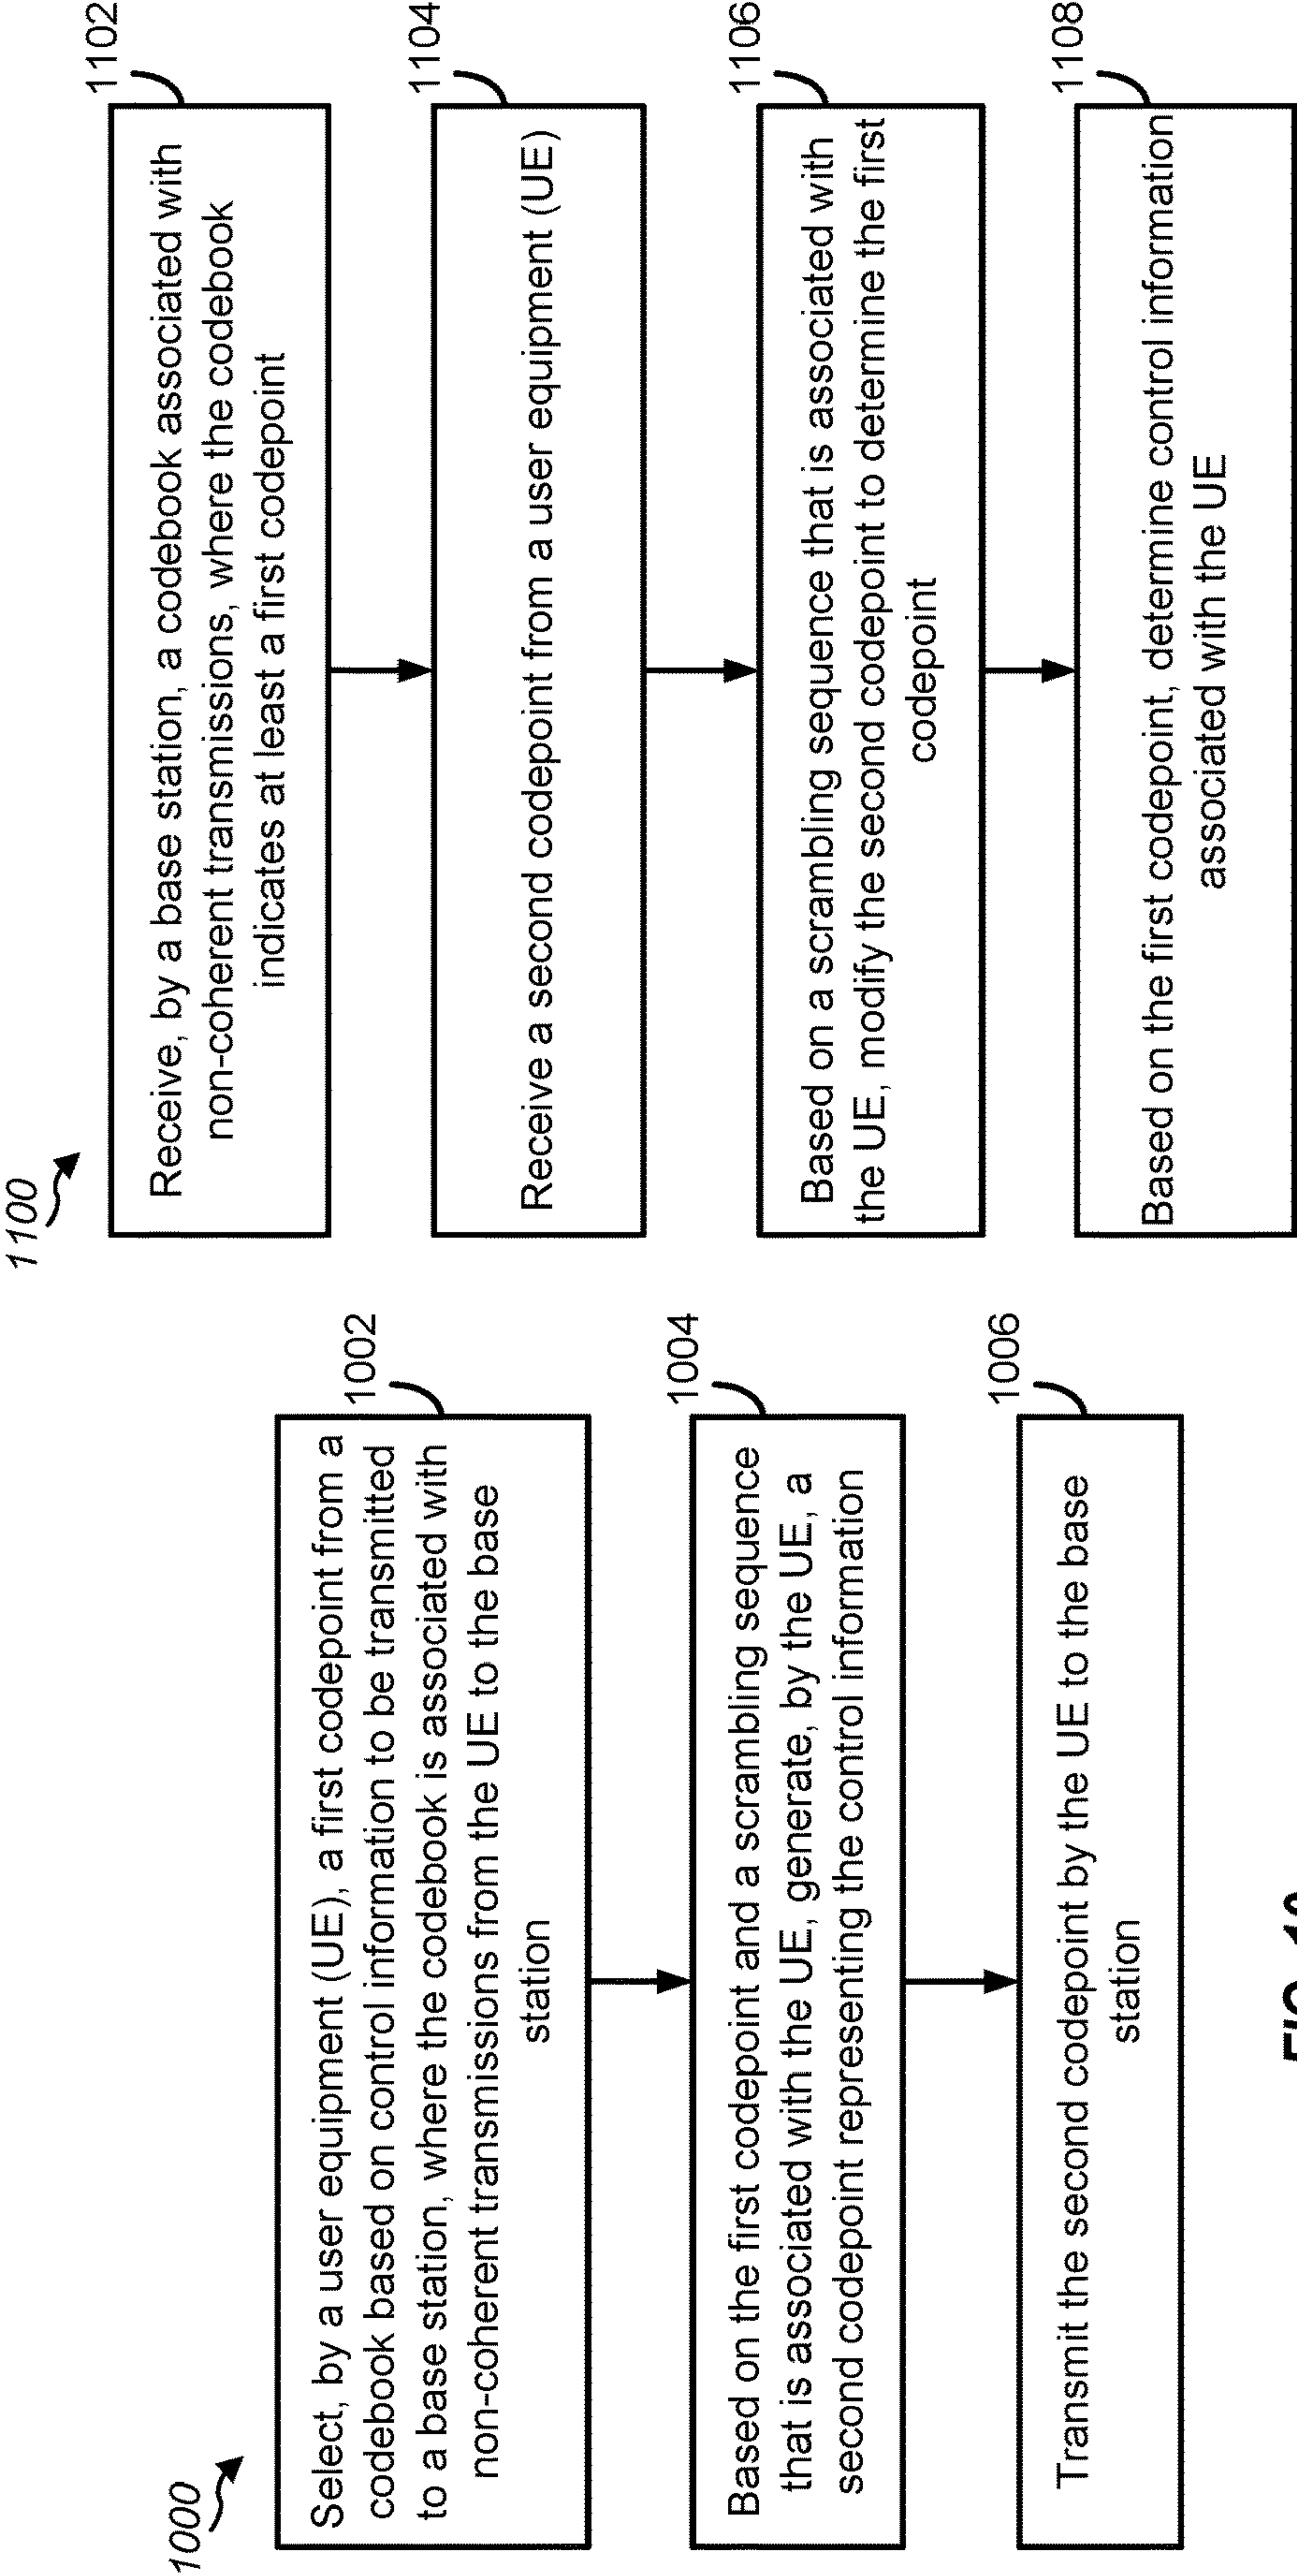 1000
1002
Select, by a user equipment (UE), a first codepoint from a
codebook based on control information to be transmitted
to a base station, where the codebook is associated with
non-coherent transmissions from the UE to the base
station
1004
Based on the first codepoint and a scrambling sequence
that is associated with the UE, generate, by the UE, a
second codepoint representing the control information
1006
Transmit the second codepoint by the UE to the base
station
1100
1102
Receive, by a base station, a codebook associated with
non-coherent transmissions, where the codebook
indicates at least a first codepoint
1104
Receive a second codepoint from a user equipment (UE)
1106
Based on a scrambling sequence that is associated with
the UE, modify the second codepoint to determine the first
codepoint
1108
Based on the first codepoint, determine control information
associated with the UE